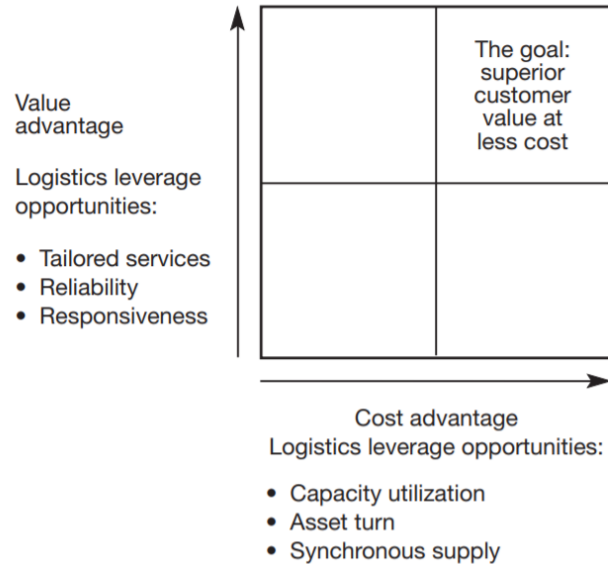 The goal:
superior
customer
value at
less cost
Value
advantage
Logistics leverage
opportunities:
• Tailored services
• Reliability
• Responsiveness
Cost advantage
Logistics leverage opportunities:
• Capacity utilization
• Asset turn
• Synchronous supply